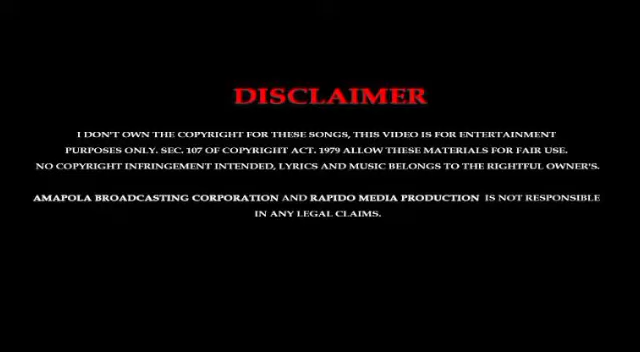 DISCLAIMER
I DON'T OWN THE COPYRIGHT FOR THESE SONGS, THIS VIDEO IS FOR ENTERTAINMENT
PURPOSES ONLY. SEC. 107 OF COPYRIGHT ACT. 1979 ALLOW THESE MATERIALS FOR FAIR USE.
NO COPYRIGHT INFRINGEMENT INTENDED, LYRICS AND MUSIC BELONGS TO THE RIGHTFUL OWNER'S.
AMAPOLA BROADCASTING CORPORATION AND RAPIDO MEDIA PRODUCTION IS NOT RESPONSIBLE
IN ANY LEGAL CLAIMS.